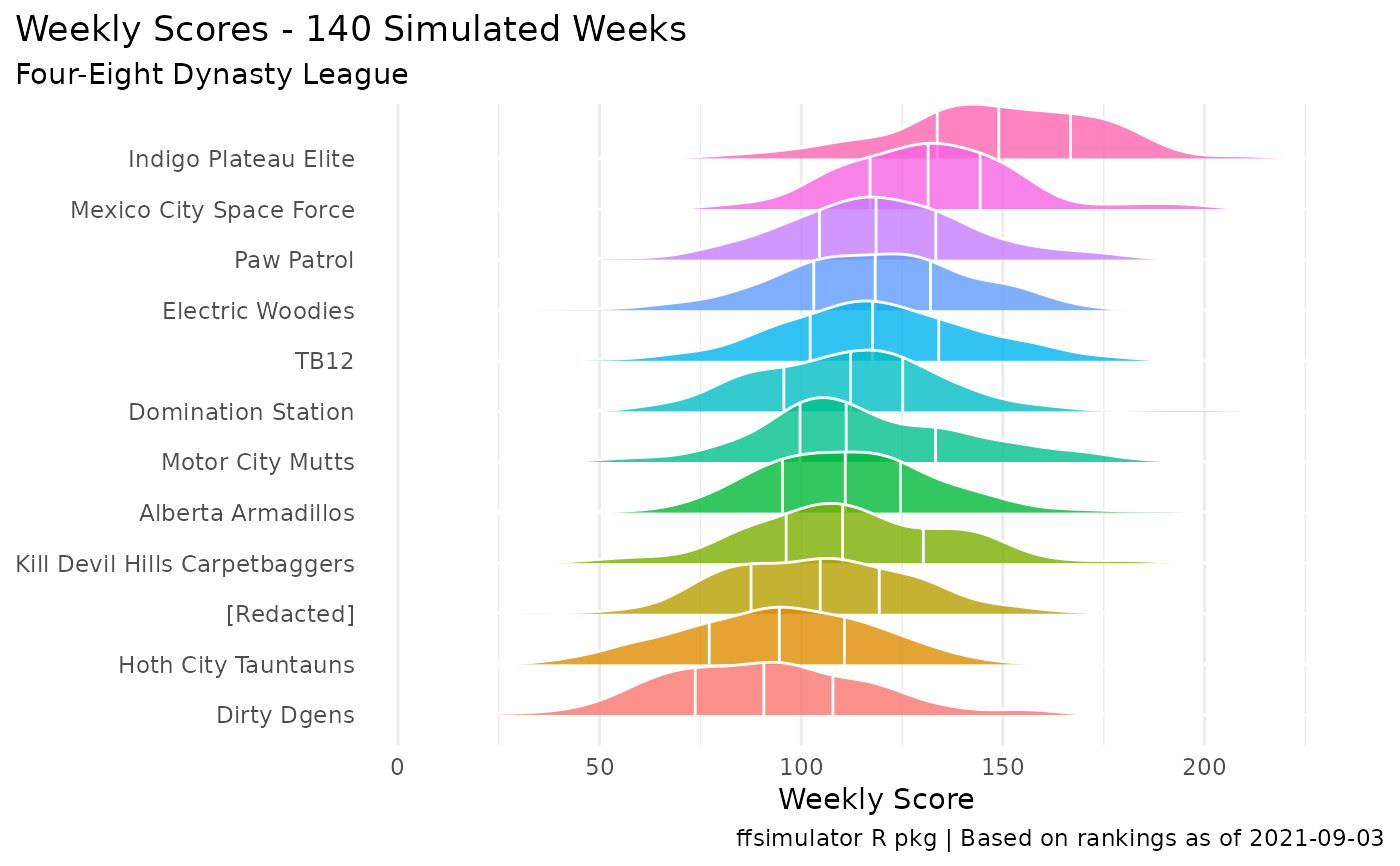 Weekly Scores - 140 Simulated Weeks
Four-Eight Dynasty League
Indigo Plateau Elite
Mexico City Space Force
Paw Patrol
Electric Woodies
TB12
Domination Station
Motor City Mutts
Alberta Armadillos
Kill Devil Hills Carpetbaggers
[Redacted]
Hoth City Tauntauns
Dirty Dgens
0 50 100 150 200
Weekly Score
ffsimulator R pkg | Based on rankings as of 2021-09-03